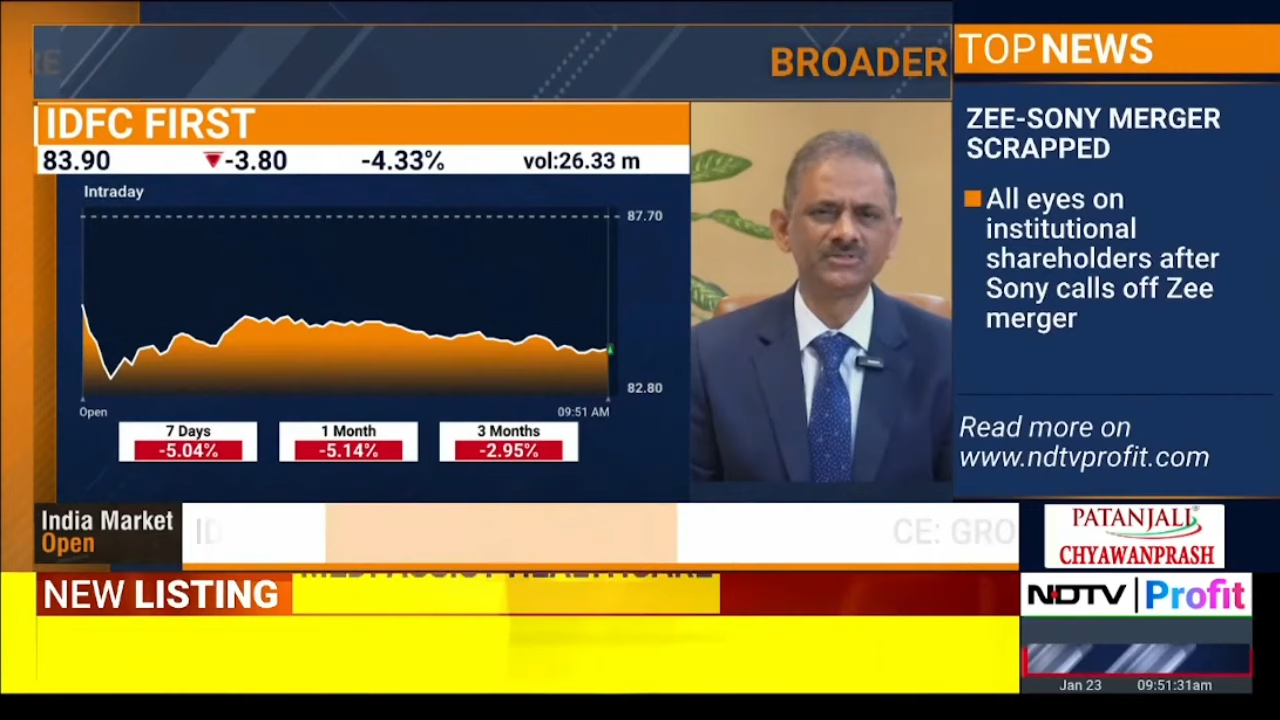 BROADER
TOP NEWS
IDFC FIRST
83.90 ▼-3.80 -4.33% vol:26.33 m
Intraday
87.70
82.80
Open 09:51 AM
7 Days 1 Month 3 Months
-5.04% -5.14% -2.95%
ZEE-SONY MERGER
SCRAPPED
All eyes on
institutional
shareholders after
Sony calls off Zee
merger
Read more on
www.ndtvprofit.com
India Market
Open
CE: GRO
PATANJALI®
CHYAWANPRASH
NEW LISTING
NDTV Profit
Jan 23 09:51:31am